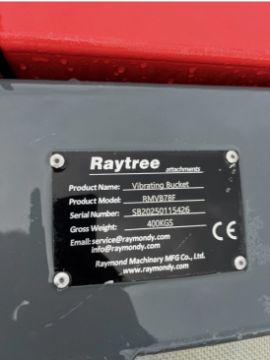 Raytree attachments
Product Name: Vibrating Bucket
Product Model: RMVB78F
Serial Number: SB20250115426
Gross Weight: 400KGS
Email:service@raymondy.com
info@raymondy.com
CE
Raymond Machinery MFG Co., Ltd.
www.raymondy.com